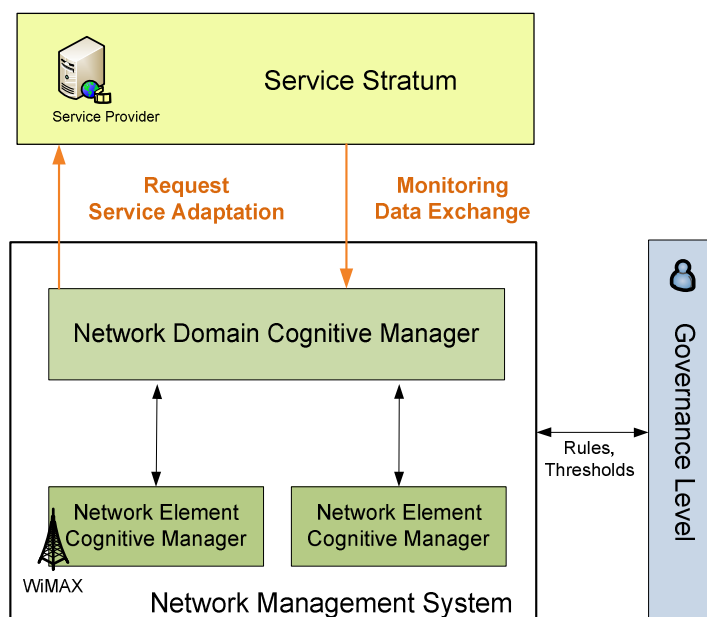 Service Stratum
Service Provider
Request
Service Adaptation
Monitoring
Data Exchange
Network Domain Cognitive Manager
Rules,
Thresholds
Governance Level
Network Element
Cognitive Manager
Network Element
Cognitive Manager
WiMAX
Network Management System